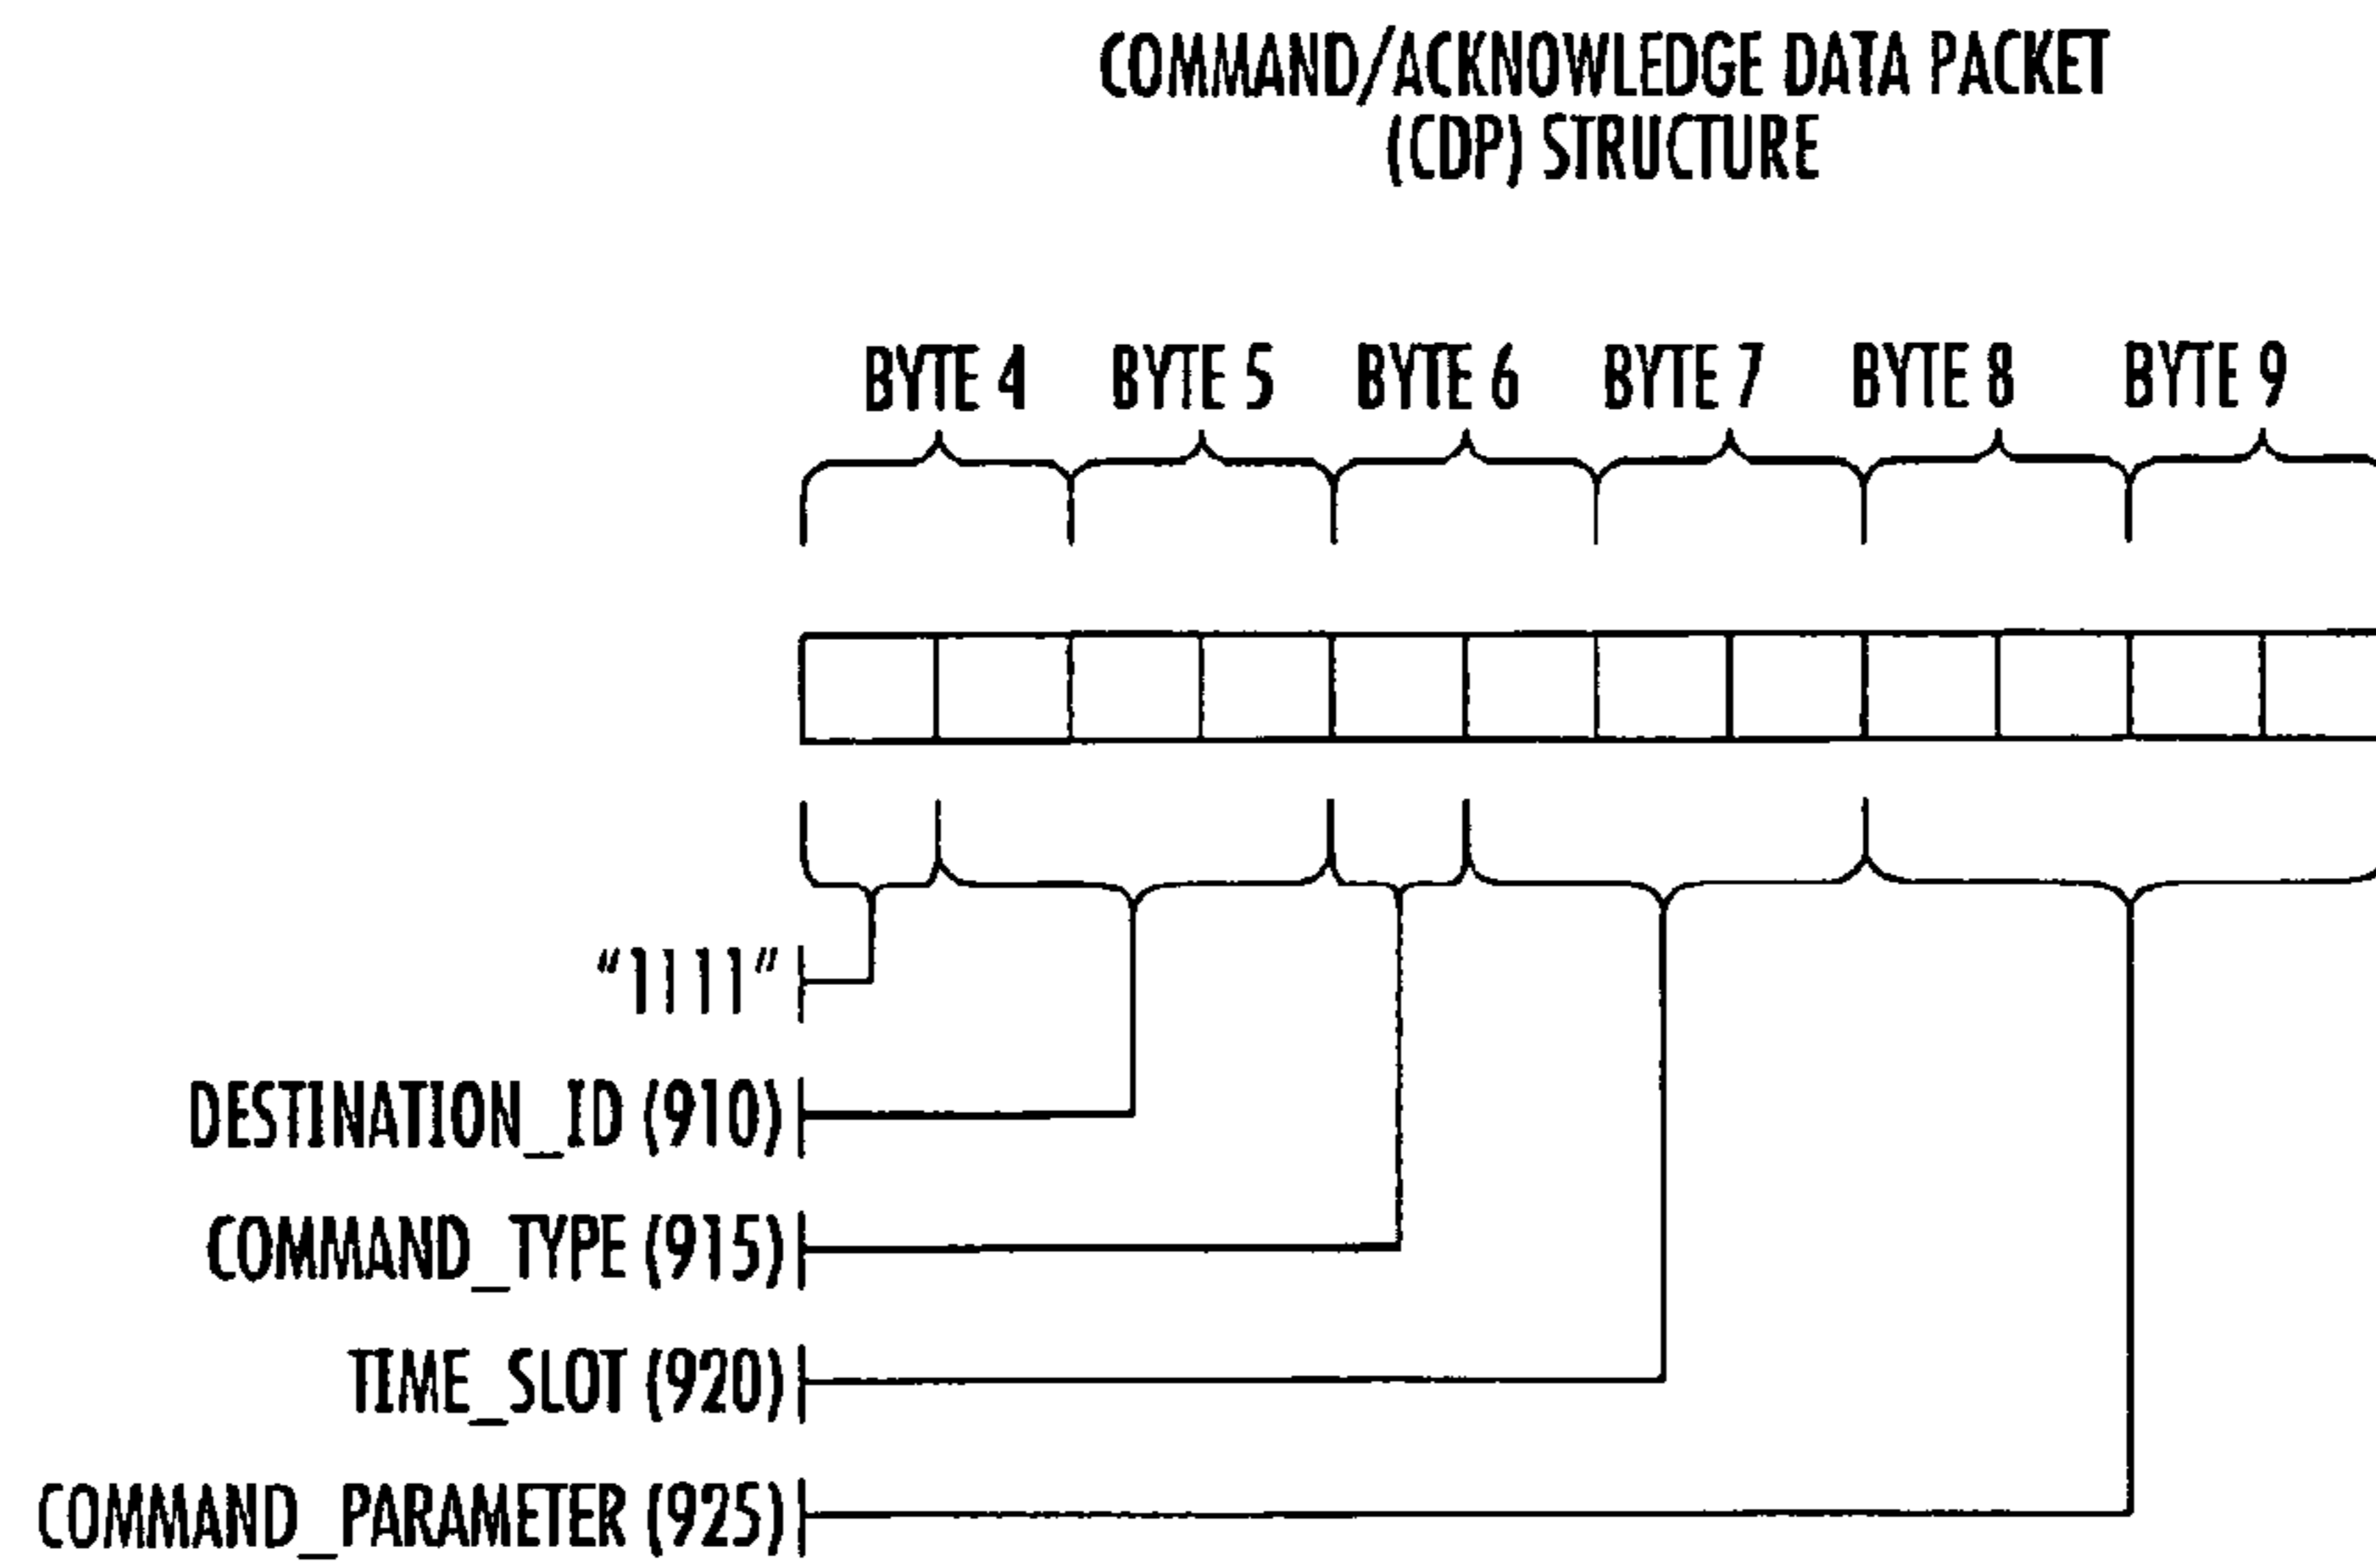 COMMAND/ACKNOWLEDGE DATA PACKET
(CDP) STRUCTURE
BYTE 4 BYTE 5 BYTE 6 BYTE 7 BYTE 8 BYTE 9
“1111”
DESTINATION_ID (910)
COMMAND_TYPE (915)
TIME_SLOT (920)
COMMAND_PARAMETER (925)